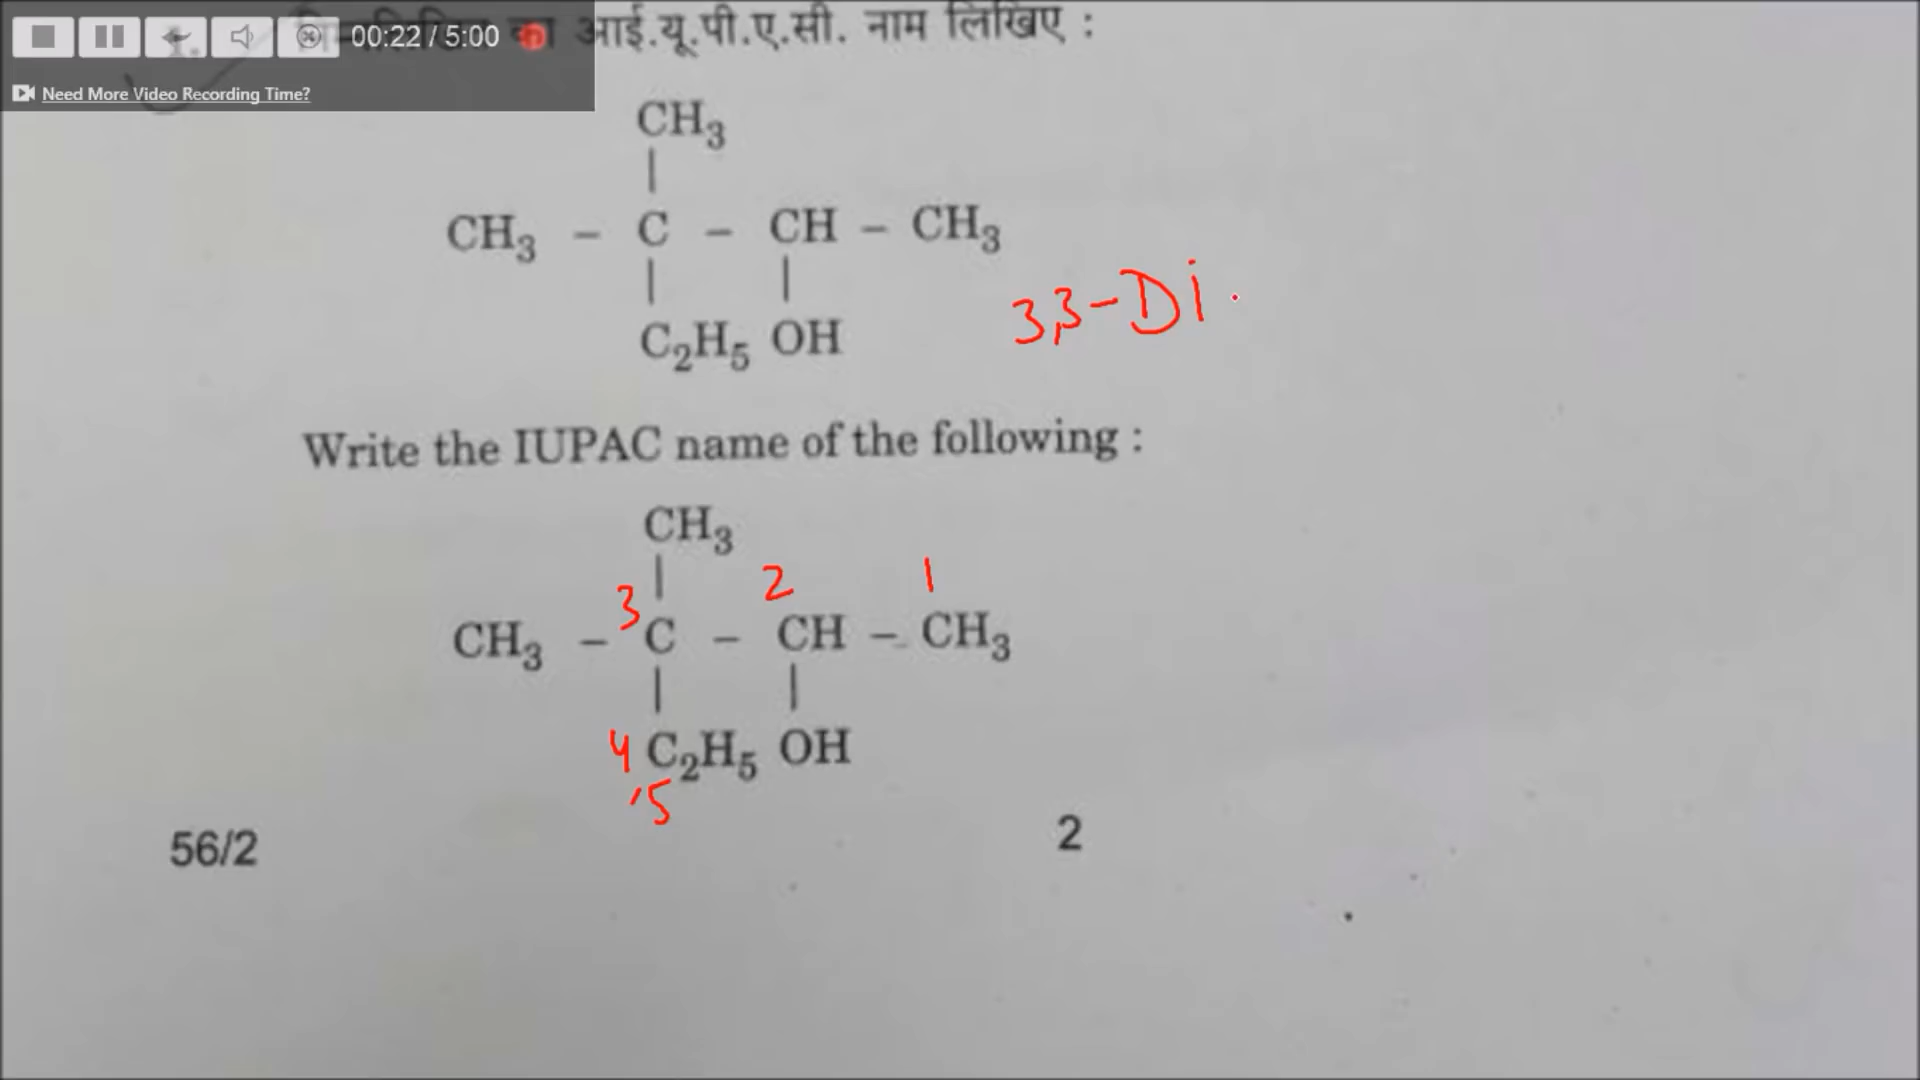 00:22 / 5:00
Need More Video Recording Time?
आई.यू.पी.ए.सी. नाम लिखिए :
CH₃
|
CH₃ – C – CH – CH₃
| |
C₂H₅ OH
3,3-Di
Write the IUPAC name of the following :
CH₃
|
3 2 1
CH₃ – C – CH – CH₃
| |
4 C₂H₅ OH
,5
56/2 2